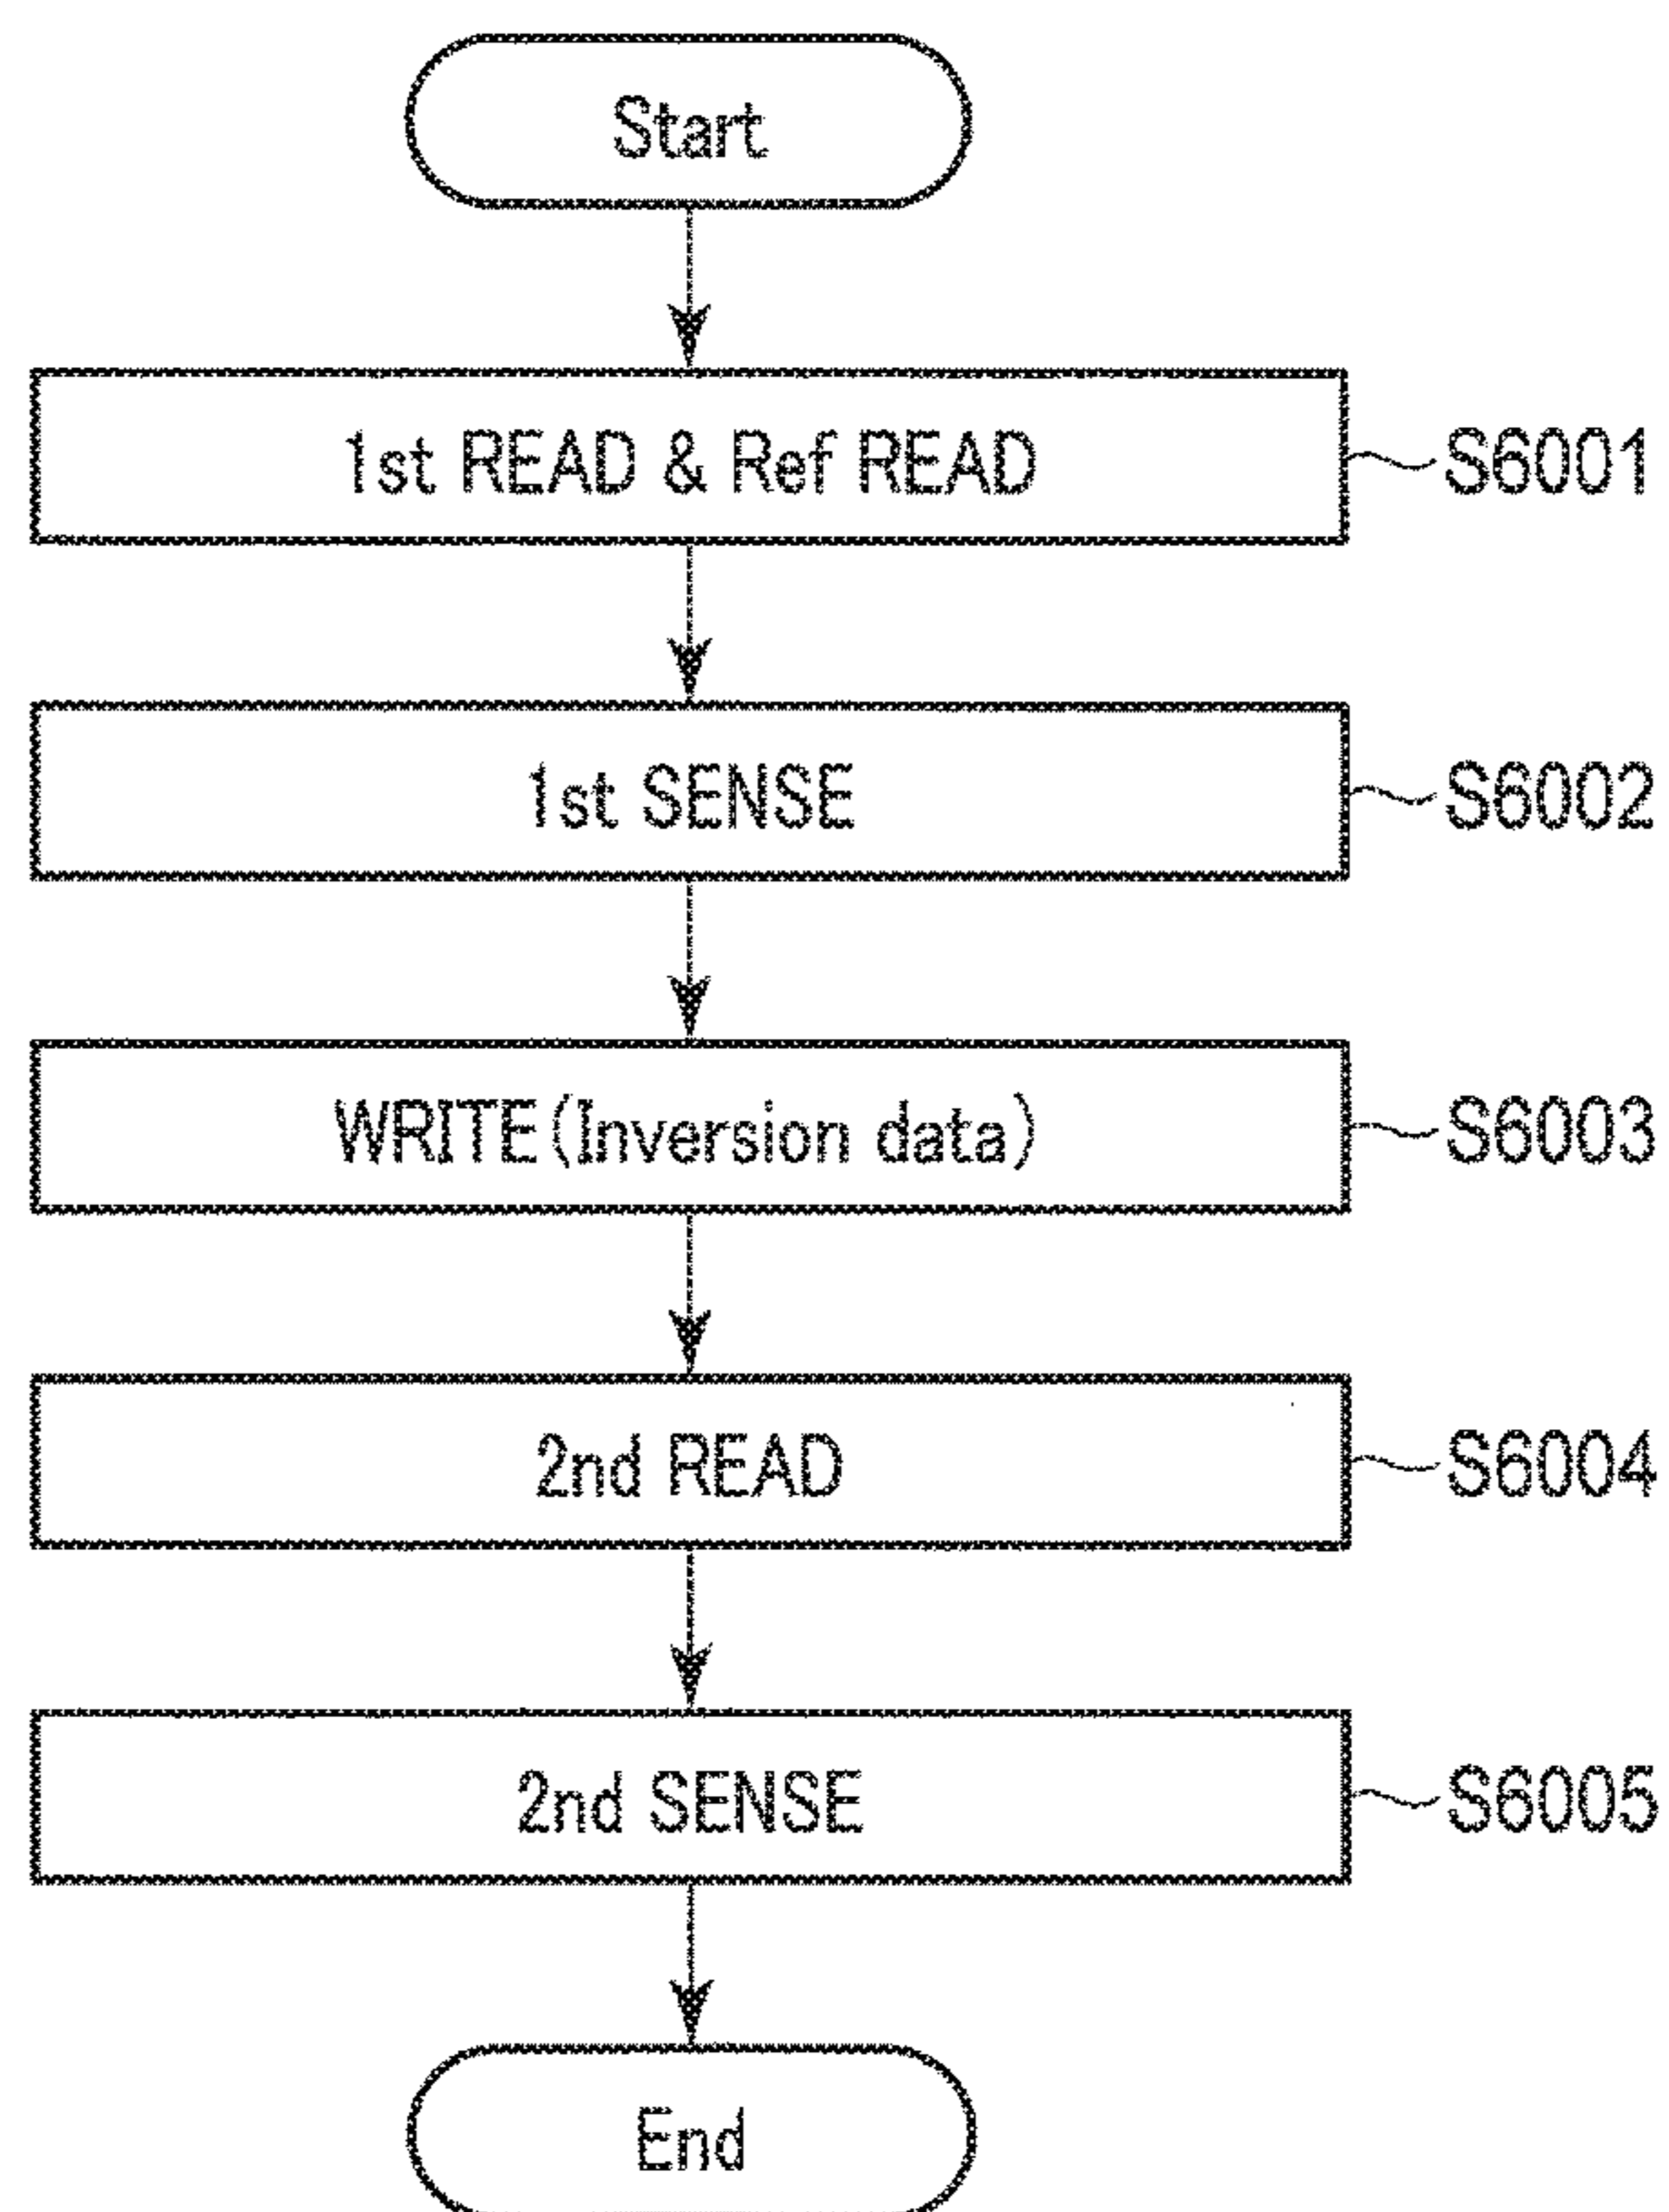 Start
1st READ & Ref READ
S6001
1st SENSE
S6002
WRITE(Inversion data)
S6003
2nd READ
S6004
2nd SENSE
S6005
End